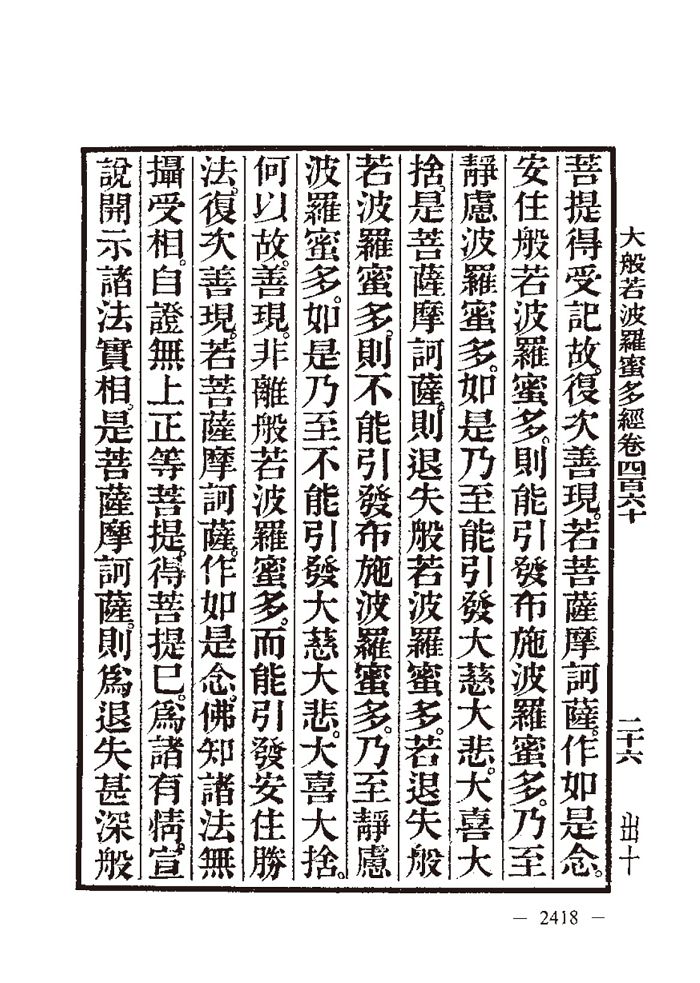 大般若波羅蜜多經卷四百六十 二十六 出十
菩提得受記故。復次善現。若菩薩摩訶薩。作如是念。
安住般若波羅蜜多。則能引發布施波羅蜜多。乃至
靜慮波羅蜜多。如是乃至能引發大慈大悲。大喜大
捨。是菩薩摩訶薩。則退失般若波羅蜜多。若退失般
若波羅蜜多。則不能引發布施波羅蜜多。乃至靜慮
波羅蜜多。如是乃至不能引發大慈大悲。大喜大捨。
何以故。善現。非離般若波羅蜜多。而能引發安住勝
法。復次善現。若菩薩摩訶薩。作如是念。佛知諸法無
攝受相。自證無上正等菩提。得菩提已。為諸有情。宣
說開示諸法實相。是菩薩摩訶薩。則為退失甚深般
— 2418 —